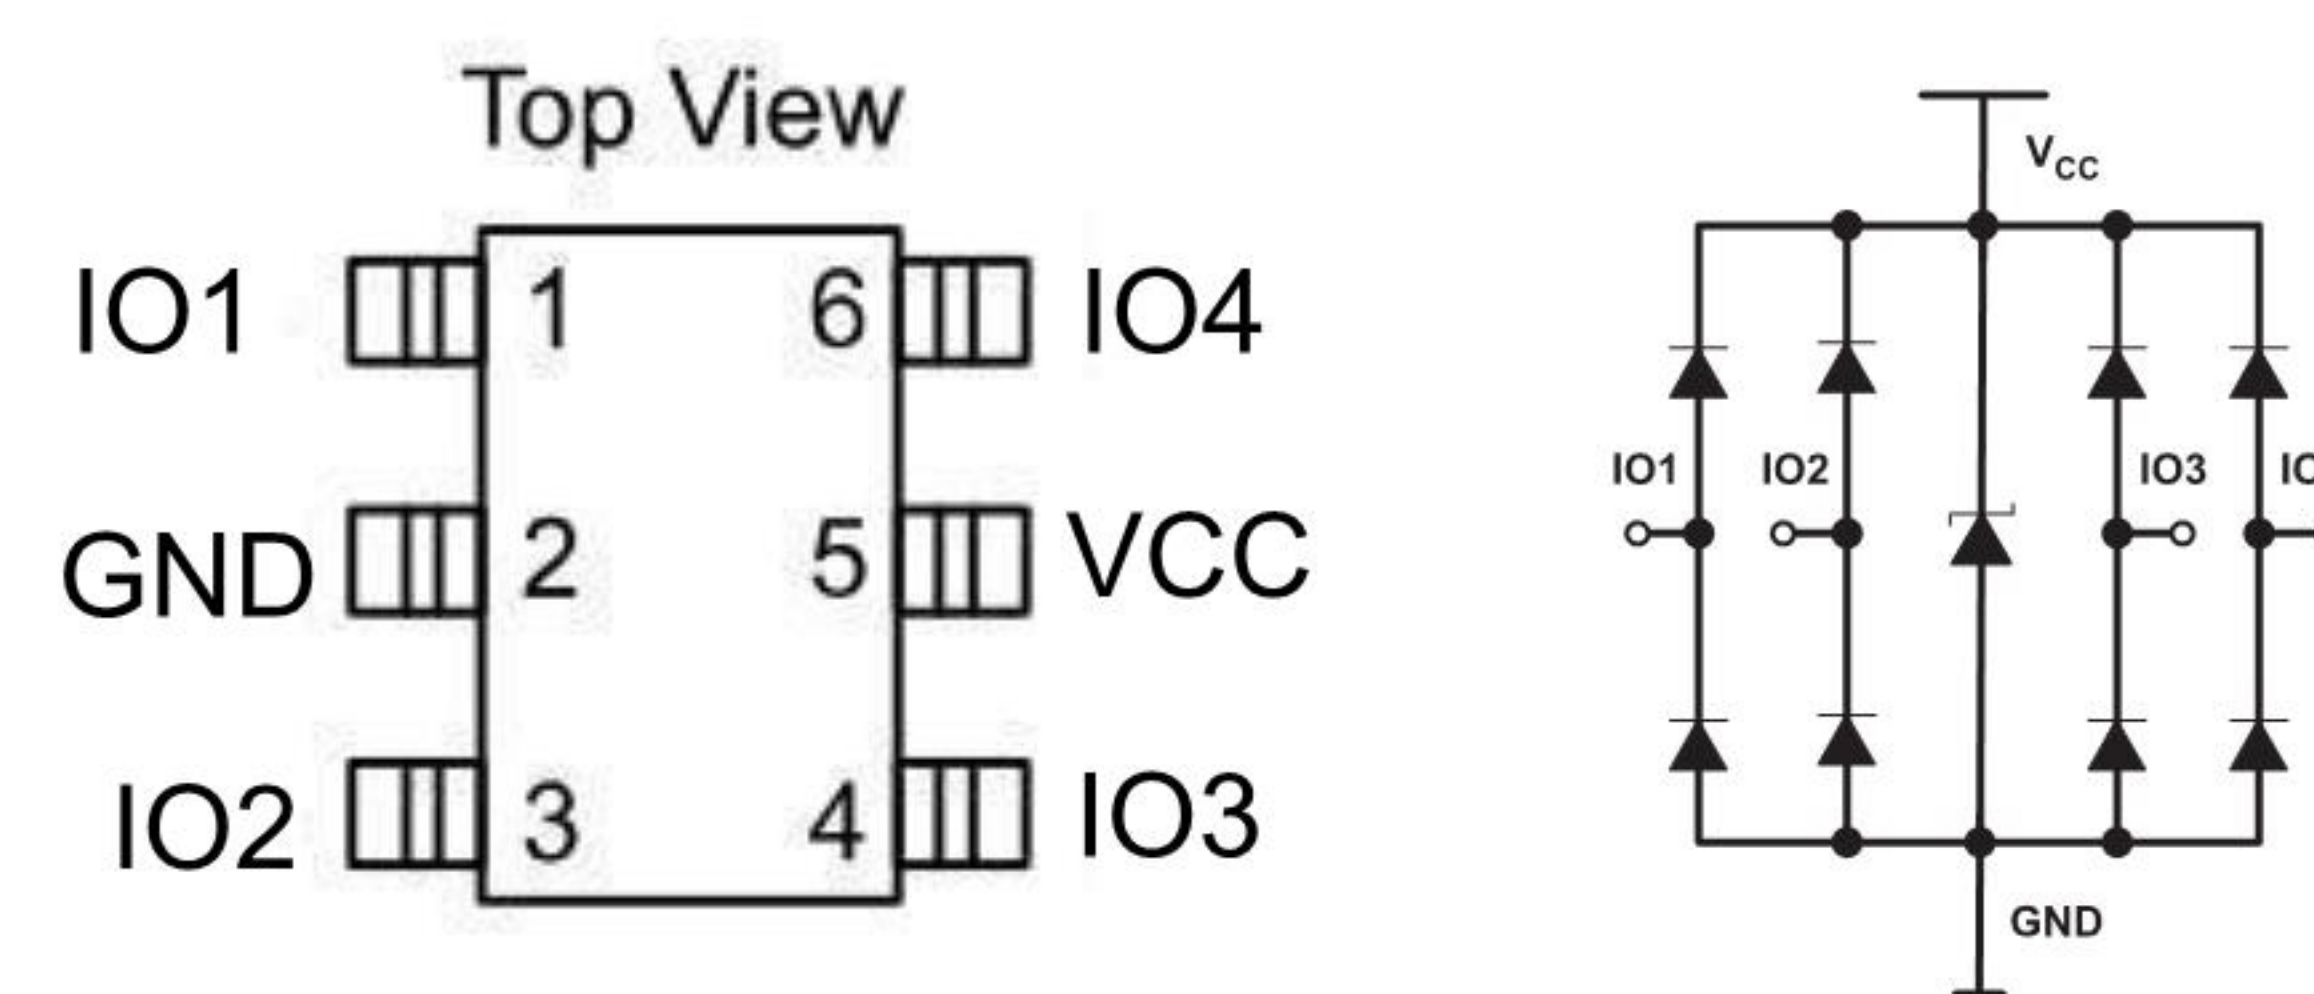 Top View
IO1 1 6 IO4
GND 2 5 VCC
IO2 3 4 IO3
VCC
IO1 IO2 IO3 IO
GND